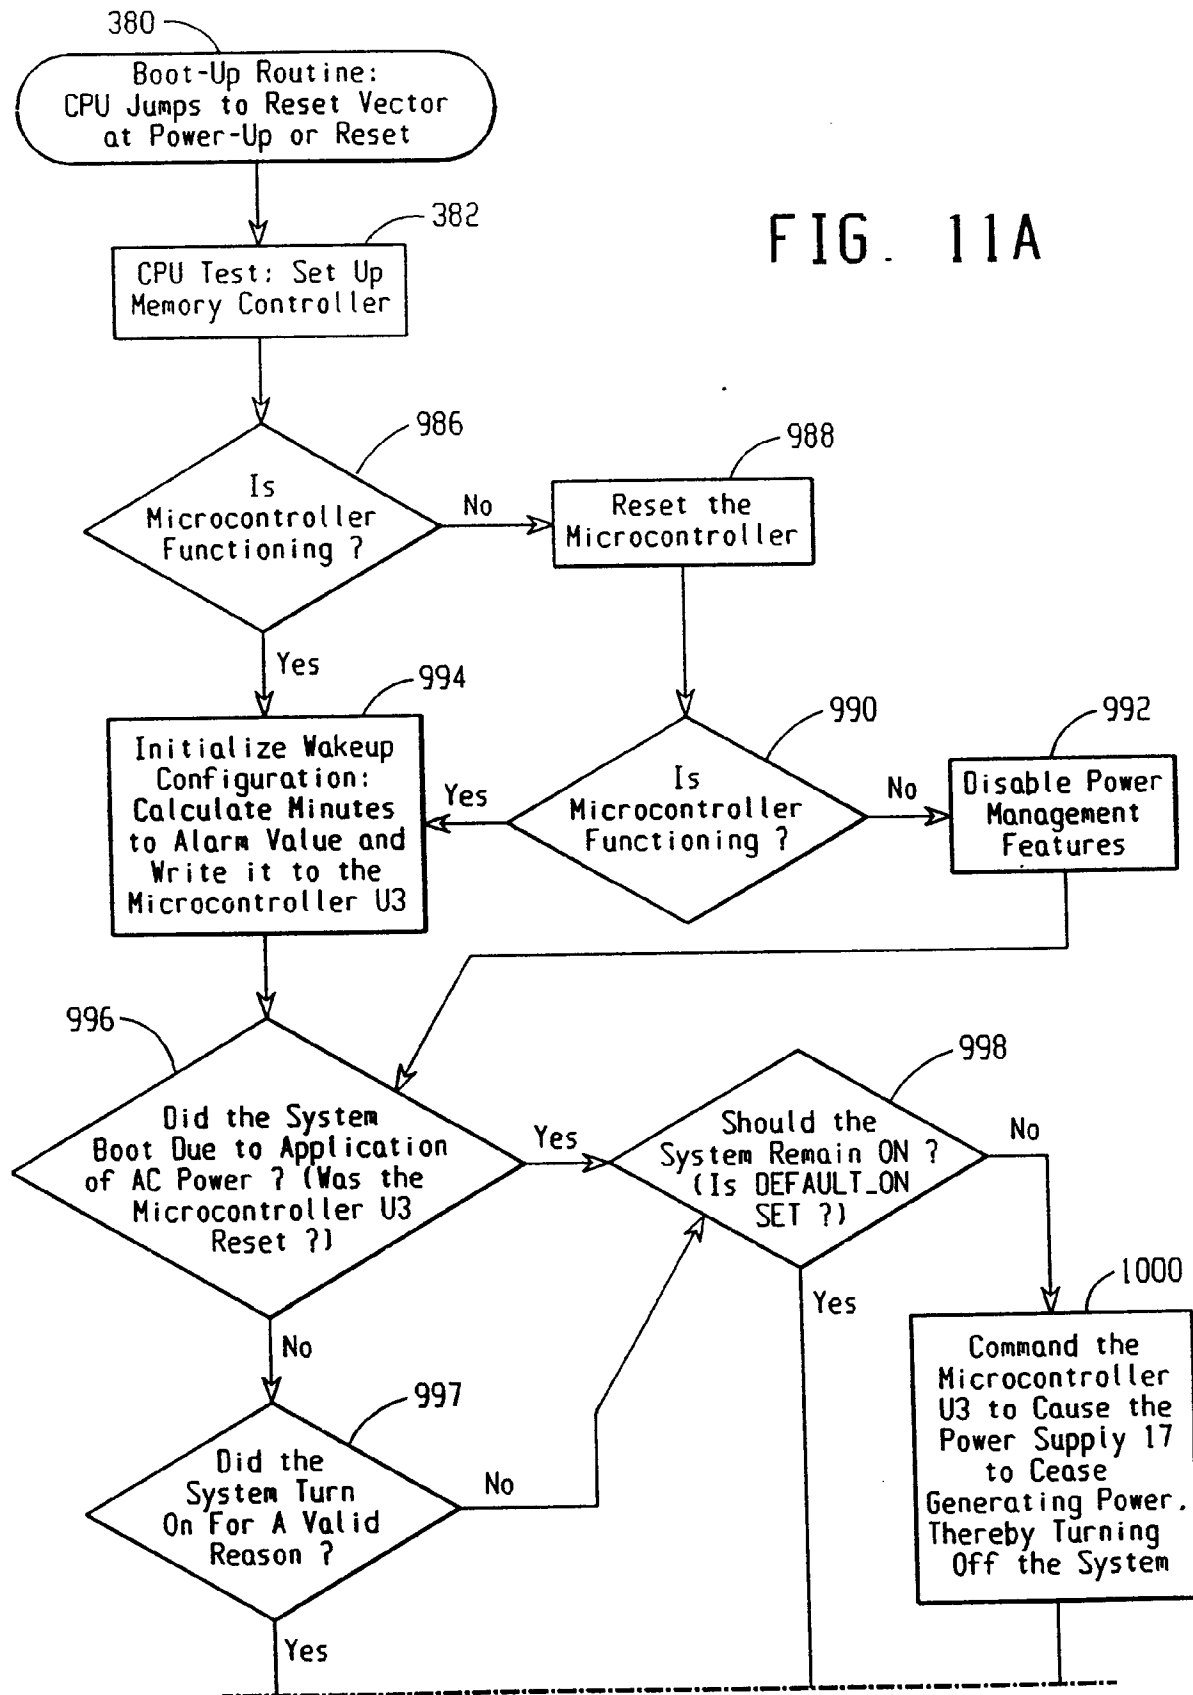 380
Boot-Up Routine:
CPU Jumps to Reset Vector
at Power-Up or Reset
382
CPU Test: Set Up
Memory Controller
FIG. 11A
986
Is
Microcontroller
Functioning ?
No
988
Reset the
Microcontroller
Yes
994
Initialize Wakeup
Configuration:
Calculate Minutes
to Alarm Value and
Write it to the
Microcontroller U3
Yes
990
Is
Microcontroller
Functioning ?
No
992
Disable Power
Management
Features
996
Did the System
Boot Due to Application
of AC Power ? (Was the
Microcontroller U3
Reset ?)
Yes
998
Should the
System Remain ON ?
(Is DEFAULT_ON
SET ?)
No
Yes
1000
Command the
Microcontroller
U3 to Cause the
Power Supply 17
to Cease
Generating Power.
Thereby Turning
Off the System
No
997
Did the
System Turn
On For A Valid
Reason ?
No
Yes